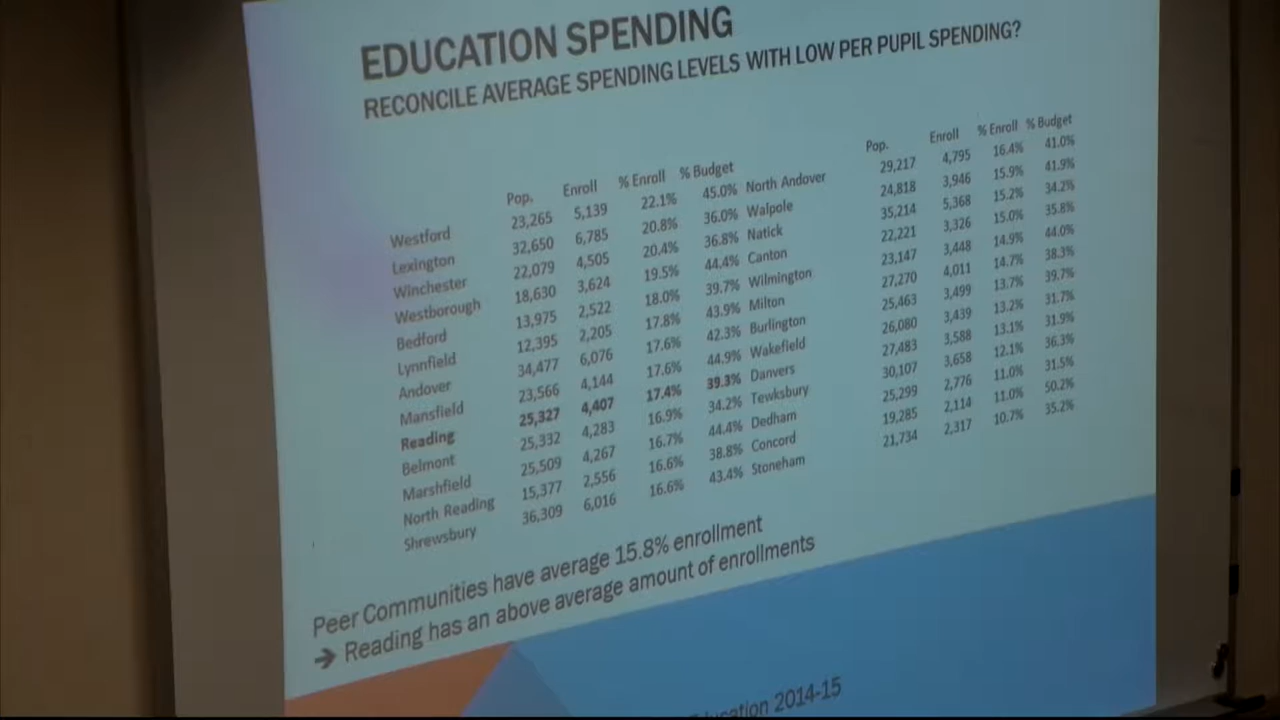 EDUCATION SPENDING
RECONCILE AVERAGE SPENDING LEVELS WITH LOW PER PUPIL SPENDING?
Pop. Enroll % Enroll % Budget Pop. Enroll % Enroll % Budget
Westford 23,265 5,139 22.1% 45.0% North Andover 29,217 4,795 16.4% 41.0%
Lexington 32,650 6,785 20.8% 36.0% Walpole 24,818 3,946 15.9% 41.9%
Winchester 22,079 4,505 20.4% 36.8% Natick 35,214 5,368 15.2% 34.2%
Westborough 18,630 3,624 19.5% 44.4% Canton 22,221 3,326 15.0% 35.8%
Bedford 13,975 2,522 18.0% 39.7% Wilmington 23,147 3,448 14.9% 44.0%
Lynnfield 12,395 2,205 17.8% 43.9% Milton 27,270 4,011 14.7% 38.3%
Andover 34,477 6,076 17.6% 42.3% Burlington 25,463 3,499 13.7% 39.7%
Mansfield 23,566 4,144 17.6% 44.9% Wakefield 26,080 3,439 13.2% 31.7%
Reading 25,327 4,407 17.4% 39.3% Danvers 27,483 3,588 13.1% 31.9%
Belmont 25,332 4,283 16.9% 34.2% Tewksbury 30,107 3,658 12.1% 36.3%
Marshfield 25,509 4,267 16.7% 44.4% Dedham 25,299 2,776 11.0% 31.5%
North Reading 15,377 2,556 16.6% 38.8% Concord 19,285 2,114 11.0% 50.2%
Shrewsbury 36,309 6,016 16.6% 43.4% Stoneham 21,734 2,317 10.7% 35.2%
Peer Communities have average 15.8% enrollment
➔ Reading has an above average amount of enrollments
2014-15